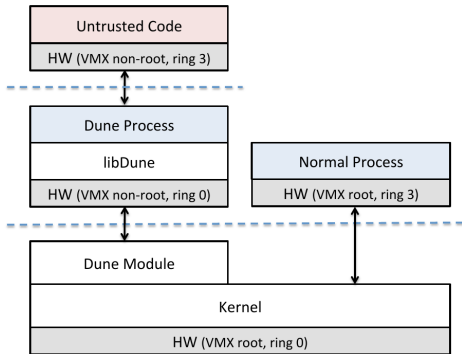 Untrusted Code
HW (VMX non-root, ring 3)
Dune Process
libDune
HW (VMX non-root, ring 0)
Normal Process
HW (VMX root, ring 3)
Dune Module
Kernel
HW (VMX root, ring 0)